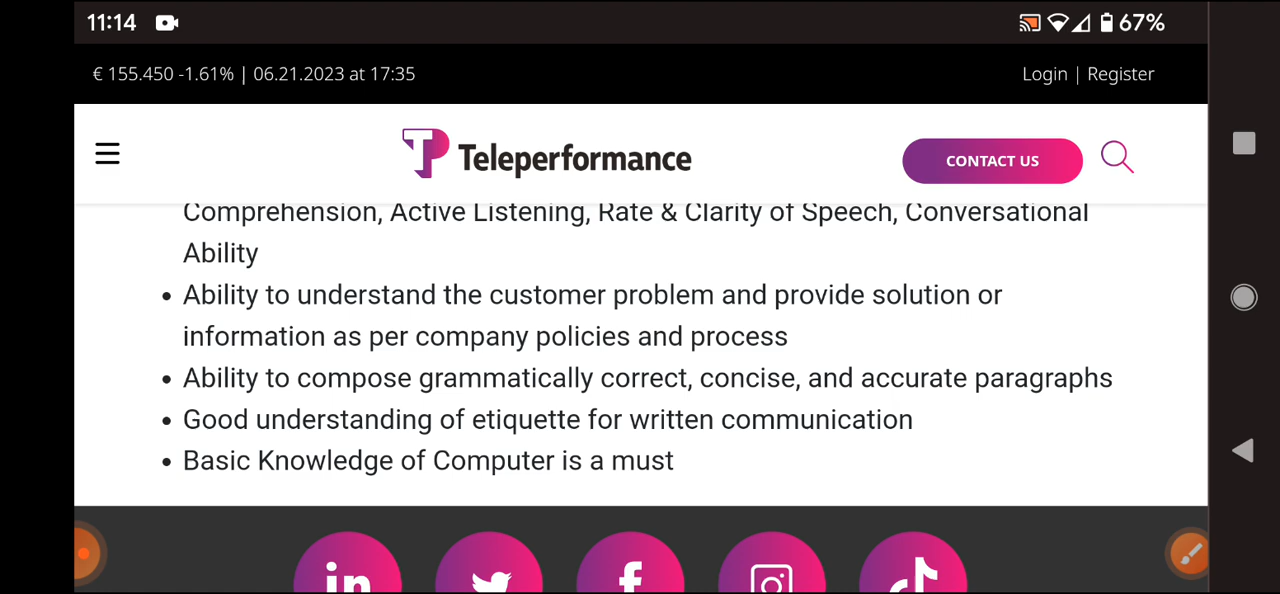 11:14 67%
€ 155.450 -1.61% | 06.21.2023 at 17:35 Login | Register
Teleperformance CONTACT US
Comprehension, Active Listening, Rate & Clarity of Speech, Conversational
Ability
• Ability to understand the customer problem and provide solution or
information as per company policies and process
• Ability to compose grammatically correct, concise, and accurate paragraphs
• Good understanding of etiquette for written communication
• Basic Knowledge of Computer is a must